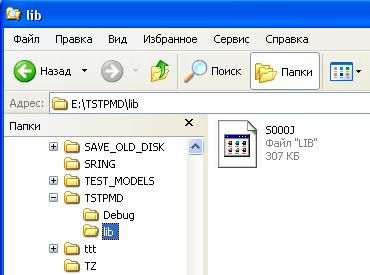 lib
Файл Правка Вид Избранное Сервис Справка
Назад Поиск Папки
Адрес: E:\TSTPMD\lib
Папки
SAVE_OLD_DISK
SRING
TEST_MODELS
TSTPMD
Debug
lib
ttt
TZ
S000J
Файл "LIB"
307 КБ